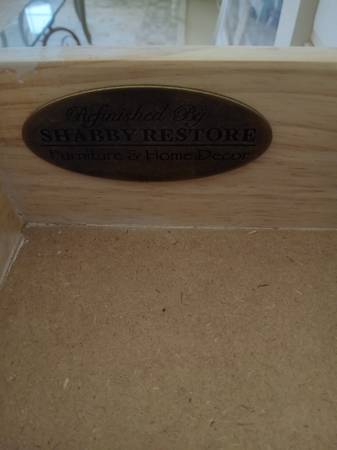 Refinished By
SHABBY RESTORE
Furniture & Home Decor